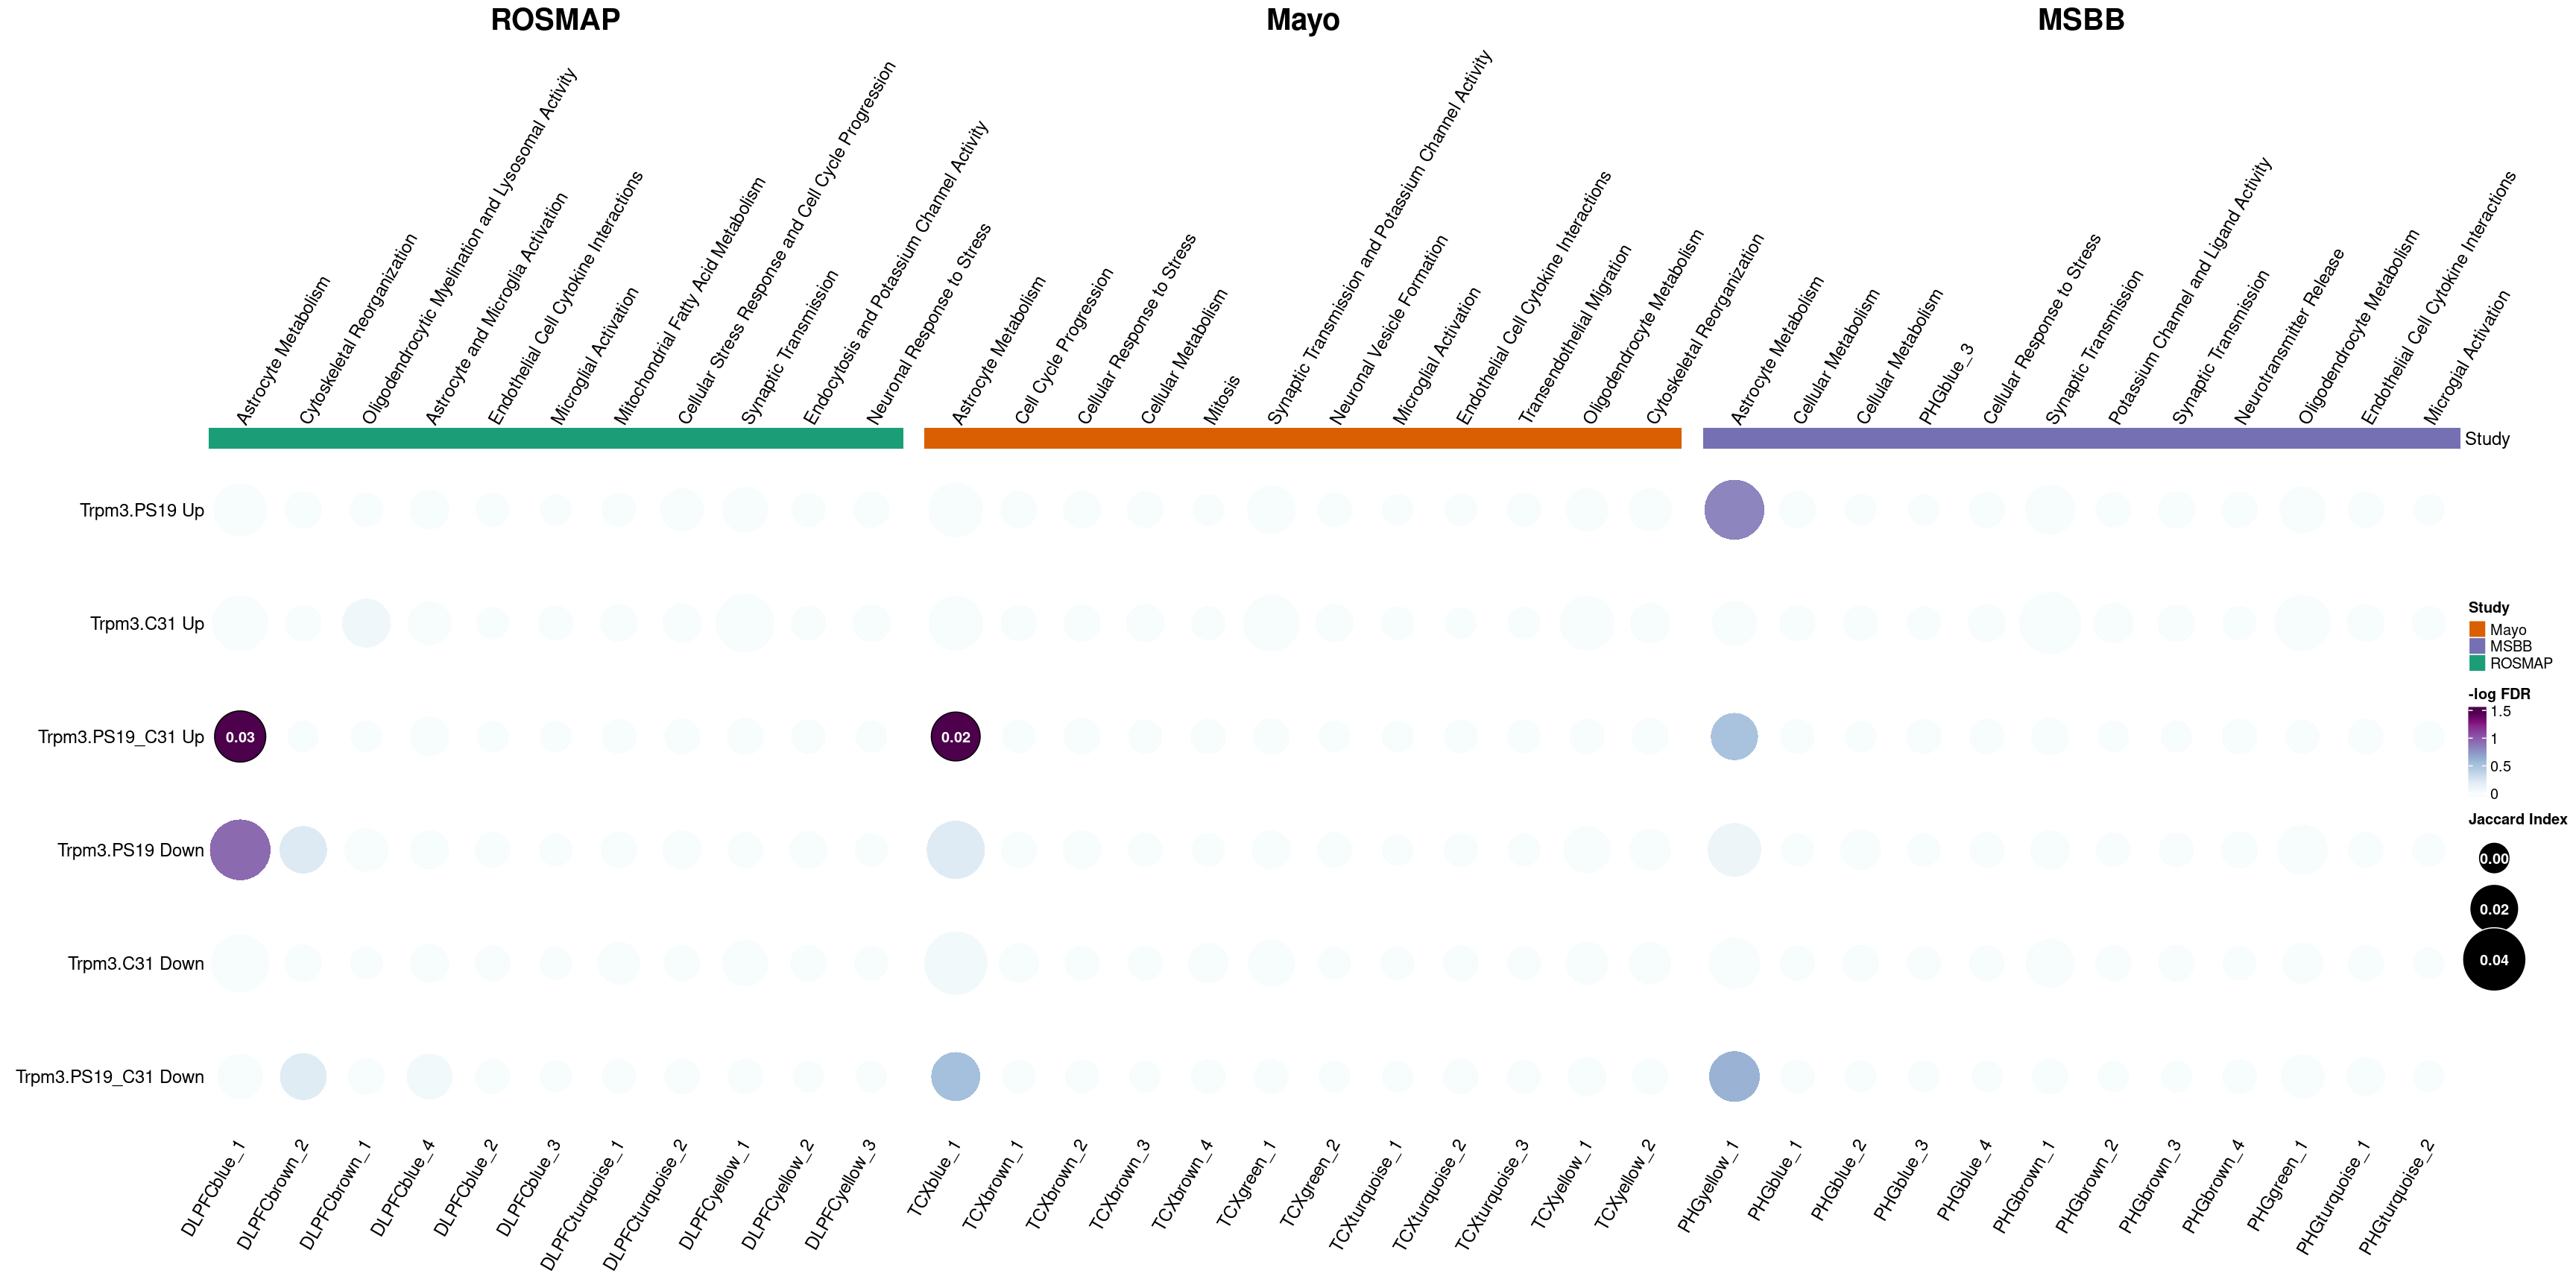 ROSMAP
Mayo
MSBB
Astrocyte Metabolism
Cytoskeletal Reorganization
Oligodendrocytic Myelination and Lysosomal Activity
Astrocyte and Microglia Activation
Endothelial Cell Cytokine Interactions
Microglial Activation
Mitochondrial Fatty Acid Metabolism
Cellular Stress Response and Cell Cycle Progression
Synaptic Transmission
Endocytosis and Potassium Channel Activity
Neuronal Response to Stress
Astrocyte Metabolism
Cell Cycle Progression
Cellular Response to Stress
Cellular Metabolism
Mitosis
Synaptic Transmission and Potassium Channel Activity
Neuronal Vesicle Formation
Microglial Activation
Endothelial Cell Cytokine Interactions
Transendothelial Migration
Oligodendrocyte Metabolism
Cytoskeletal Reorganization
Astrocyte Metabolism
Cellular Metabolism
Cellular Metabolism
PHGblue_3
Cellular Response to Stress
Synaptic Transmission
Potassium Channel and Ligand Activity
Synaptic Transmission
Neurotransmitter Release
Oligodendrocyte Metabolism
Endothelial Cell Cytokine Interactions
Microglial Activation
Study
Trpm3.PS19 Up
Trpm3.C31 Up
Trpm3.PS19_C31 Up
0.03
0.02
Trpm3.PS19 Down
Trpm3.C31 Down
Trpm3.PS19_C31 Down
Study
Mayo
MSBB
ROSMAP
-log FDR
1.5
1
0.5
0
Jaccard Index
0.00
0.02
0.04
DLPFCblue_1
DLPFCbrown_2
DLPFCbrown_1
DLPFCblue_4
DLPFCblue_2
DLPFCblue_3
DLPFCturquoise_1
DLPFCturquoise_2
DLPFCyellow_1
DLPFCyellow_2
DLPFCyellow_3
TCXblue_1
TCXbrown_1
TCXbrown_2
TCXbrown_3
TCXbrown_4
TCXgreen_1
TCXgreen_2
TCXturquoise_1
TCXturquoise_2
TCXturquoise_3
TCXyellow_1
TCXyellow_2
PHGyellow_1
PHGblue_1
PHGblue_2
PHGblue_3
PHGblue_4
PHGbrown_1
PHGbrown_2
PHGbrown_3
PHGbrown_4
PHGgreen_1
PHGturquoise_1
PHGturquoise_2